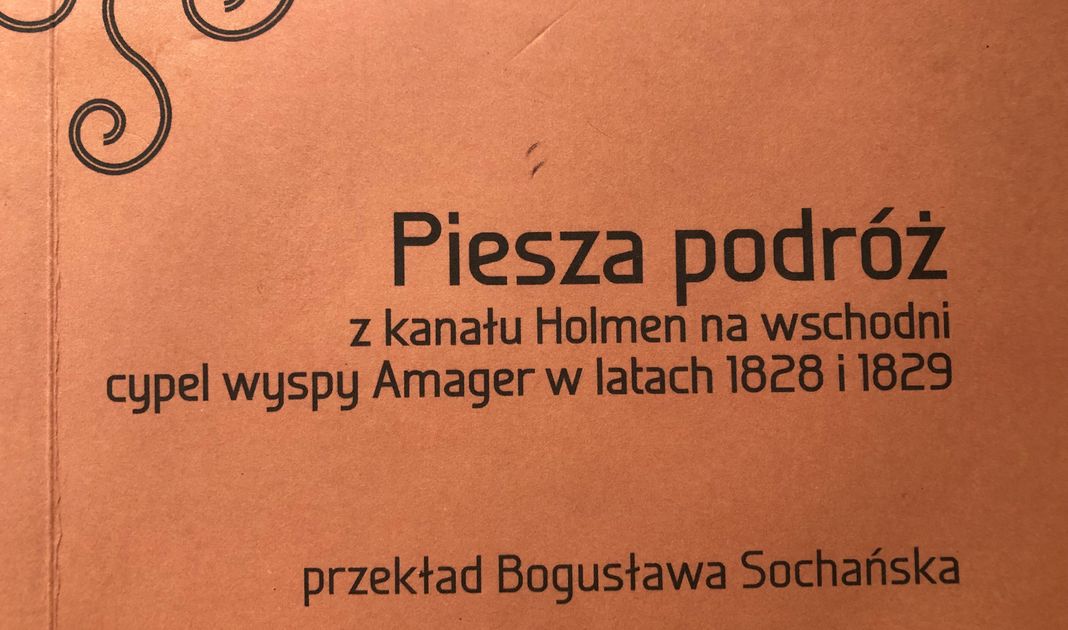 Piesza podróż
z kanału Holmen na wschodni
cypel wyspy Amager w latach 1828 i 1829
przekład Bogusława Sochańska